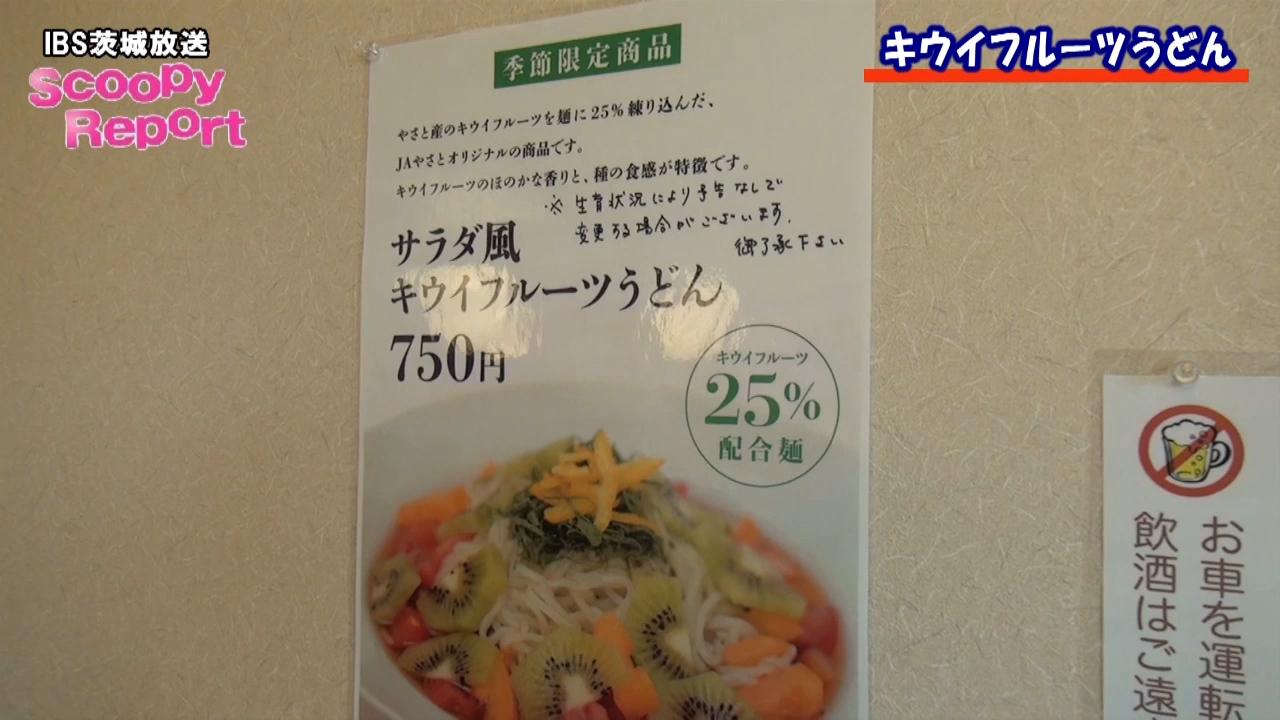 IBS茨城放送
Scoopy
Report
キウイフルーツうどん
季節限定商品
やさと産のキウイフルーツを麺に25%練り込んだ、
JAやさとオリジナルの商品です。
キウイフルーツのほのかな香りと、種の食感が特徴です。
※生育状況により予告なしで
変更する場合がございます。
御了承下さい
サラダ風
キウイフルーツうどん
750円
キウイフルーツ
25%
配合麺
お車を運転
飲酒はご遠